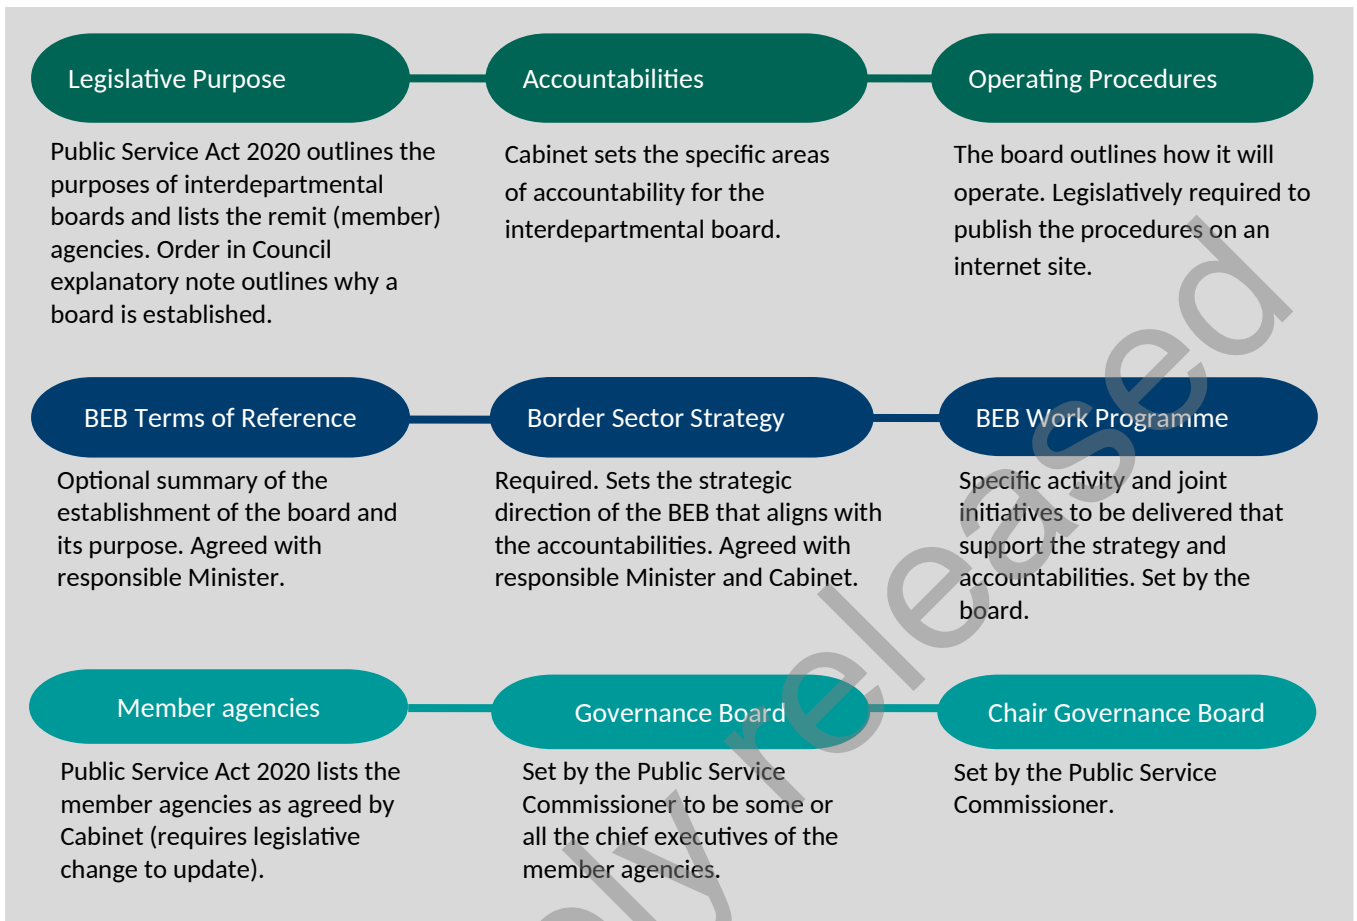 Legislative Purpose
Public Service Act 2020 outlines the
purposes of interdepartmental
boards and lists the remit (member)
agencies. Order in Council
explanatory note outlines why a
board is established.
Accountabilities
Cabinet sets the specific areas
of accountability for the
interdepartmental board.
Operating Procedures
The board outlines how it will
operate. Legislatively required to
publish the procedures on an
internet site.
BEB Terms of Reference
Optional summary of the
establishment of the board and
its purpose. Agreed with
responsible Minister.
Border Sector Strategy
Required. Sets the strategic
direction of the BEB that aligns with
the accountabilities. Agreed with
responsible Minister and Cabinet.
BEB Work Programme
Specific activity and joint
initiatives to be delivered that
support the strategy and
accountabilities. Set by the
board.
Member agencies
Public Service Act 2020 lists the
member agencies as agreed by
Cabinet (requires legislative
change to update).
Governance Board
Set by the Public Service
Commissioner to be some or
all the chief executives of the
member agencies.
Chair Governance Board
Set by the Public Service
Commissioner.
released